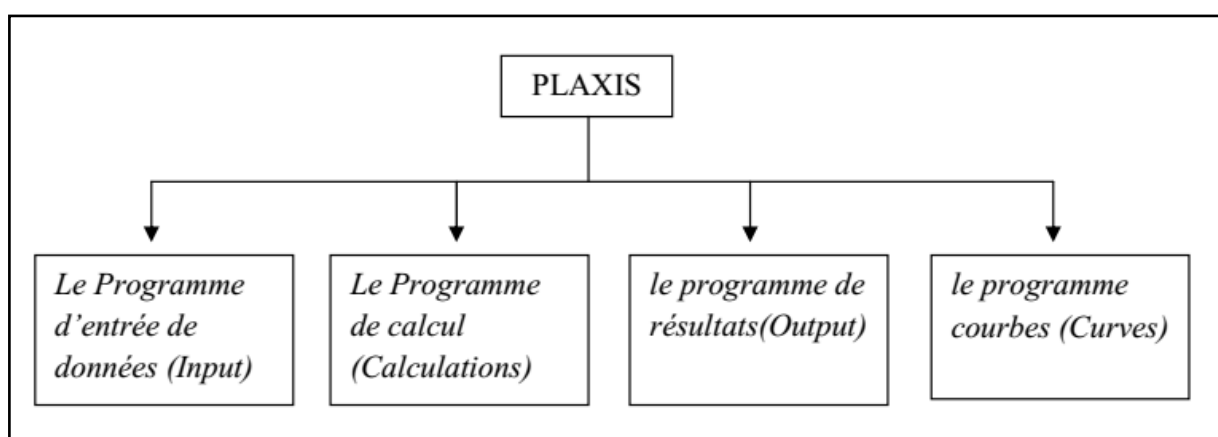 PLAXIS
Le Programme
d’entrée de
données (Input)
Le Programme
de calcul
(Calculations)
le programme de
résultats(Output)
le programme
courbes (Curves)